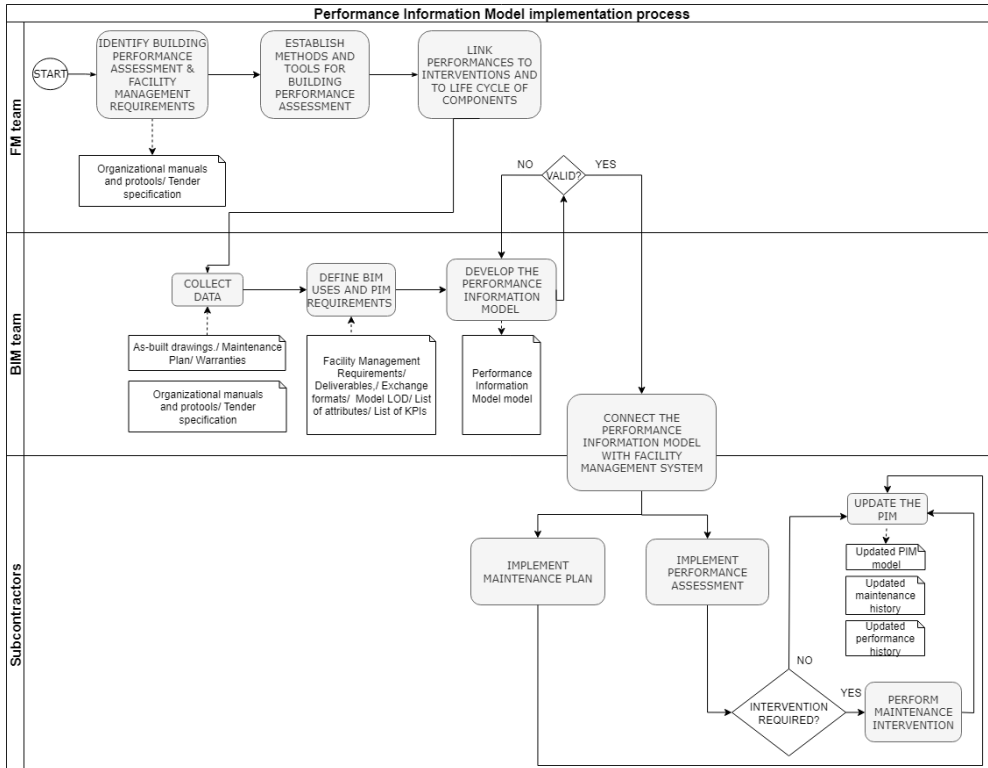 Performance Information Model implementation process
FM team
START
IDENTIFY BUILDING
PERFORMANCE
ASSESSMENT &
FACILITY
MANAGEMENT
REQUIREMENTS
ESTABLISH
METHODS AND
TOOLS FOR
BUILDING
PERFORMANCE
ASSESSMENT
LINK
PERFORMANCES TO
INTERVENTIONS AND
TO LIFE CYCLE OF
COMPONENTS
Organizational manuals
and protools/ Tender
specification
NO
VALID?
YES
BIM team
COLLECT
DATA
DEFINE BIM
USES AND PIM
REQUIREMENTS
DEVELOP THE
PERFORMANCE
INFORMATION
MODEL
As-built drawings./ Maintenance
Plan/ Warranties
Organizational manuals
and protools/ Tender
specification
Facility Management
Requirements/
Deliverables,/ Exchange
formats/ Model LOD/ List
of attributes/ List of KPIs
Performance
Information
Model model
CONNECT THE
PERFORMANCE
INFORMATION MODEL
WITH FACILITY
MANAGEMENT SYSTEM
Subcontractors
IMPLEMENT
MAINTENANCE PLAN
IMPLEMENT
PERFORMANCE
ASSESSMENT
UPDATE THE
PIM
Updated PIM
model
Updated
maintenance
history
Updated
performance
history
NO
INTERVENTION
REQUIRED?
YES
PERFORM
MAINTENANCE
INTERVENTION